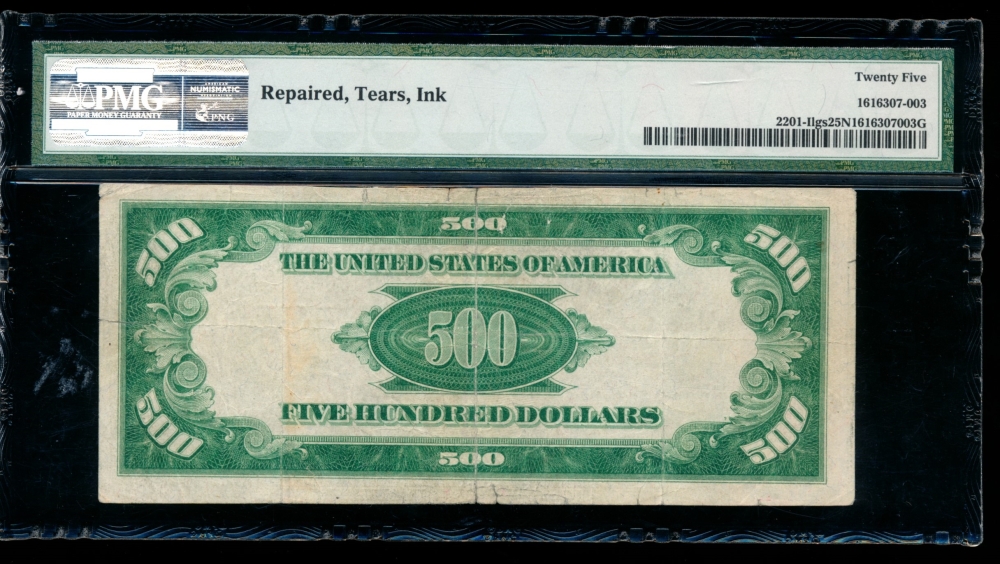 PMG
PAPER MONEY GUARANTY
NUMISMATIC
PNG
Repaired, Tears, Ink
Twenty Five
1616307-003
2201-IIgs25N1616307003G
500
500
500
THE UNITED STATES OF AMERICA
500
FIVE HUNDRED DOLLARS
500
500
500